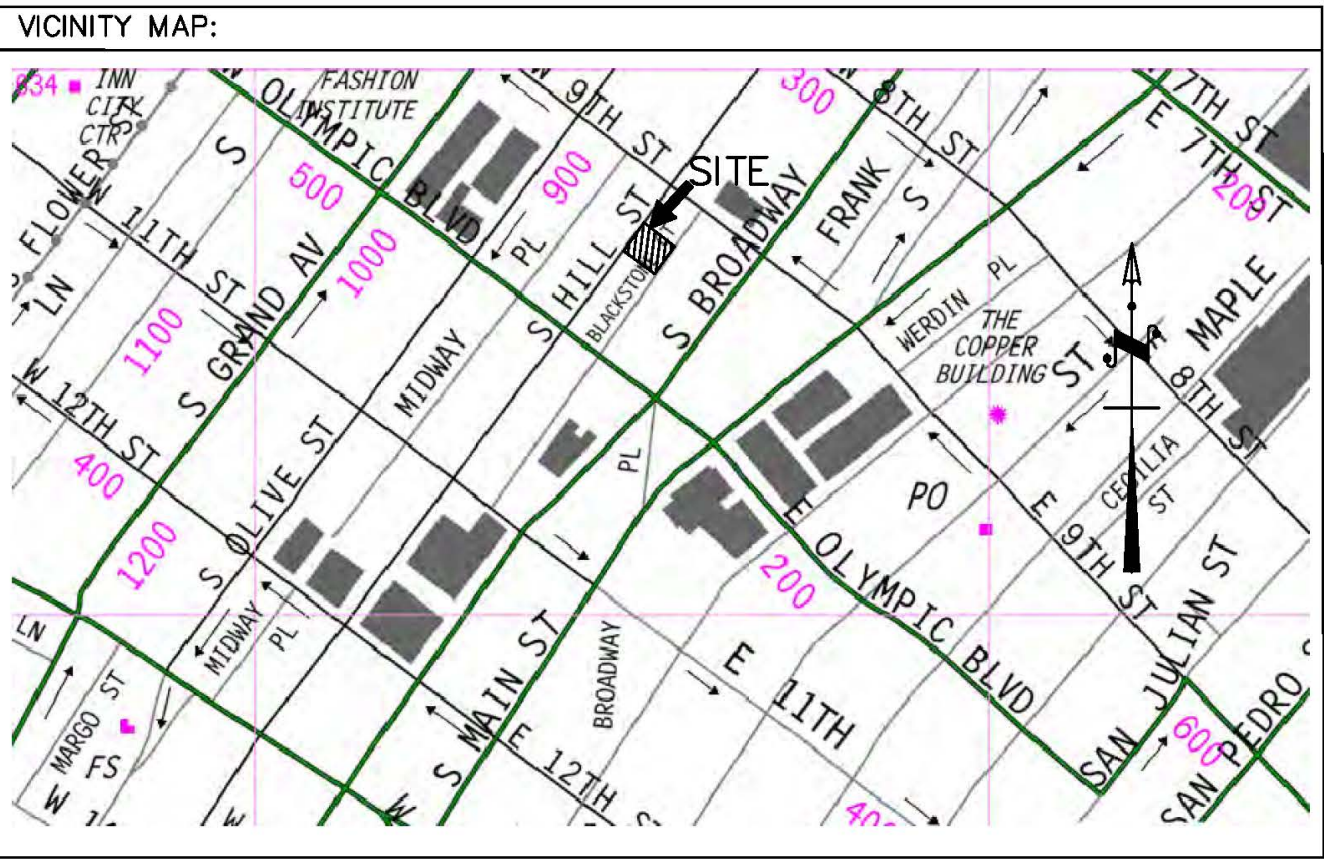 VICINITY MAP:
834
INN
CITY
CTR
FASHION
INSTITUTE
W OLYMPIC BLVD
W 9TH ST
300
W 8TH ST
E 7TH ST
E 7TH ST
200
S FLOWER
S
500
900
SITE
S HILL ST
PL
BLACKSTON
S BROADWAY
FRANK
S
W 11TH ST
LN
S GRAND AV
1000
1100
MIDWAY
WERDIN PL
THE
COPPER
BUILDING
ST
MAPLE
N
8TH ST
W 12TH ST
400
S OLIVE ST
PL
PO
CECILIA
ST
E 9TH ST
1200
E OLYMPIC BLVD
200
SAN JULIAN ST
LN
MIDWAY
PL
MARGO ST
FS
S MAIN ST
BROADWAY
E 11TH
E 12TH
400
600
SAN PEDRO
W
W
W